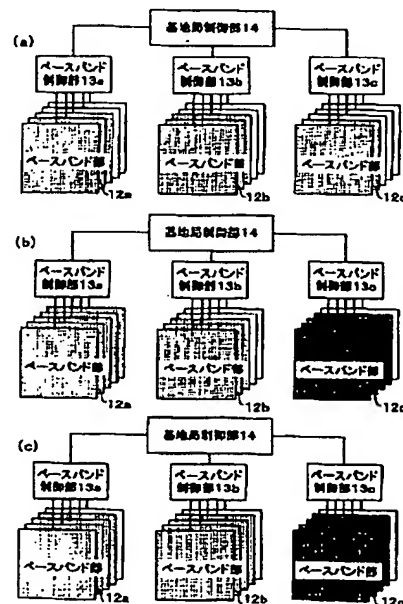 (a)
基地局制御部14
ベースバンド
制御部13a
ベースバンド
制御部13b
ベースバンド
制御部13c
ベースバンド部
12a
ベースバンド部
12b
ベースバンド部
12c
(b)
基地局制御部14
ベースバンド
制御部13a
ベースバンド
制御部13b
ベースバンド
制御部13c
ベースバンド部
12a
ベースバンド部
12b
ベースバンド部
12c
(c)
基地局制御部14
ベースバンド
制御部13a
ベースバンド
制御部13b
ベースバンド
制御部13c
ベースバンド部
12a
ベースバンド部
12b
ベースバンド部
12c